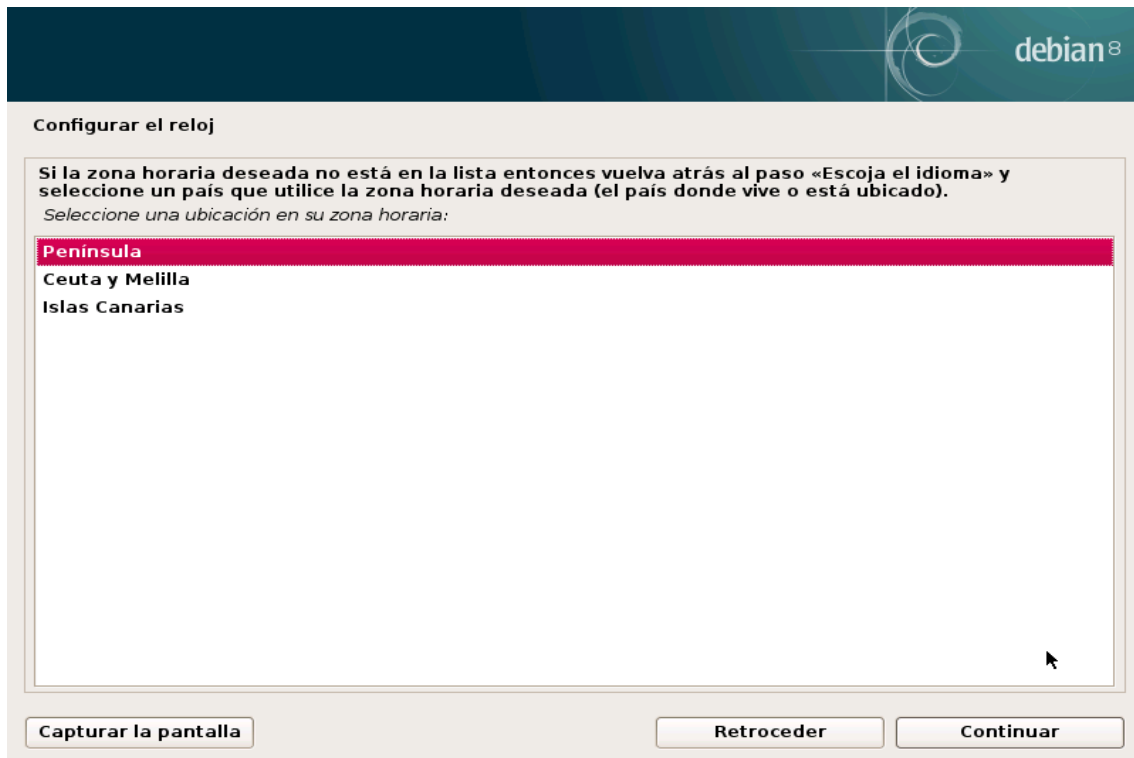 debian 8
Configurar el reloj
Si la zona horaria deseada no está en la lista entonces vuelva atrás al paso «Escoja el idioma» y
seleccione un país que utilice la zona horaria deseada (el país donde vive o está ubicado).
Seleccione una ubicación en su zona horaria:
Península
Ceuta y Melilla
Islas Canarias
Capturar la pantalla
Retroceder
Continuar